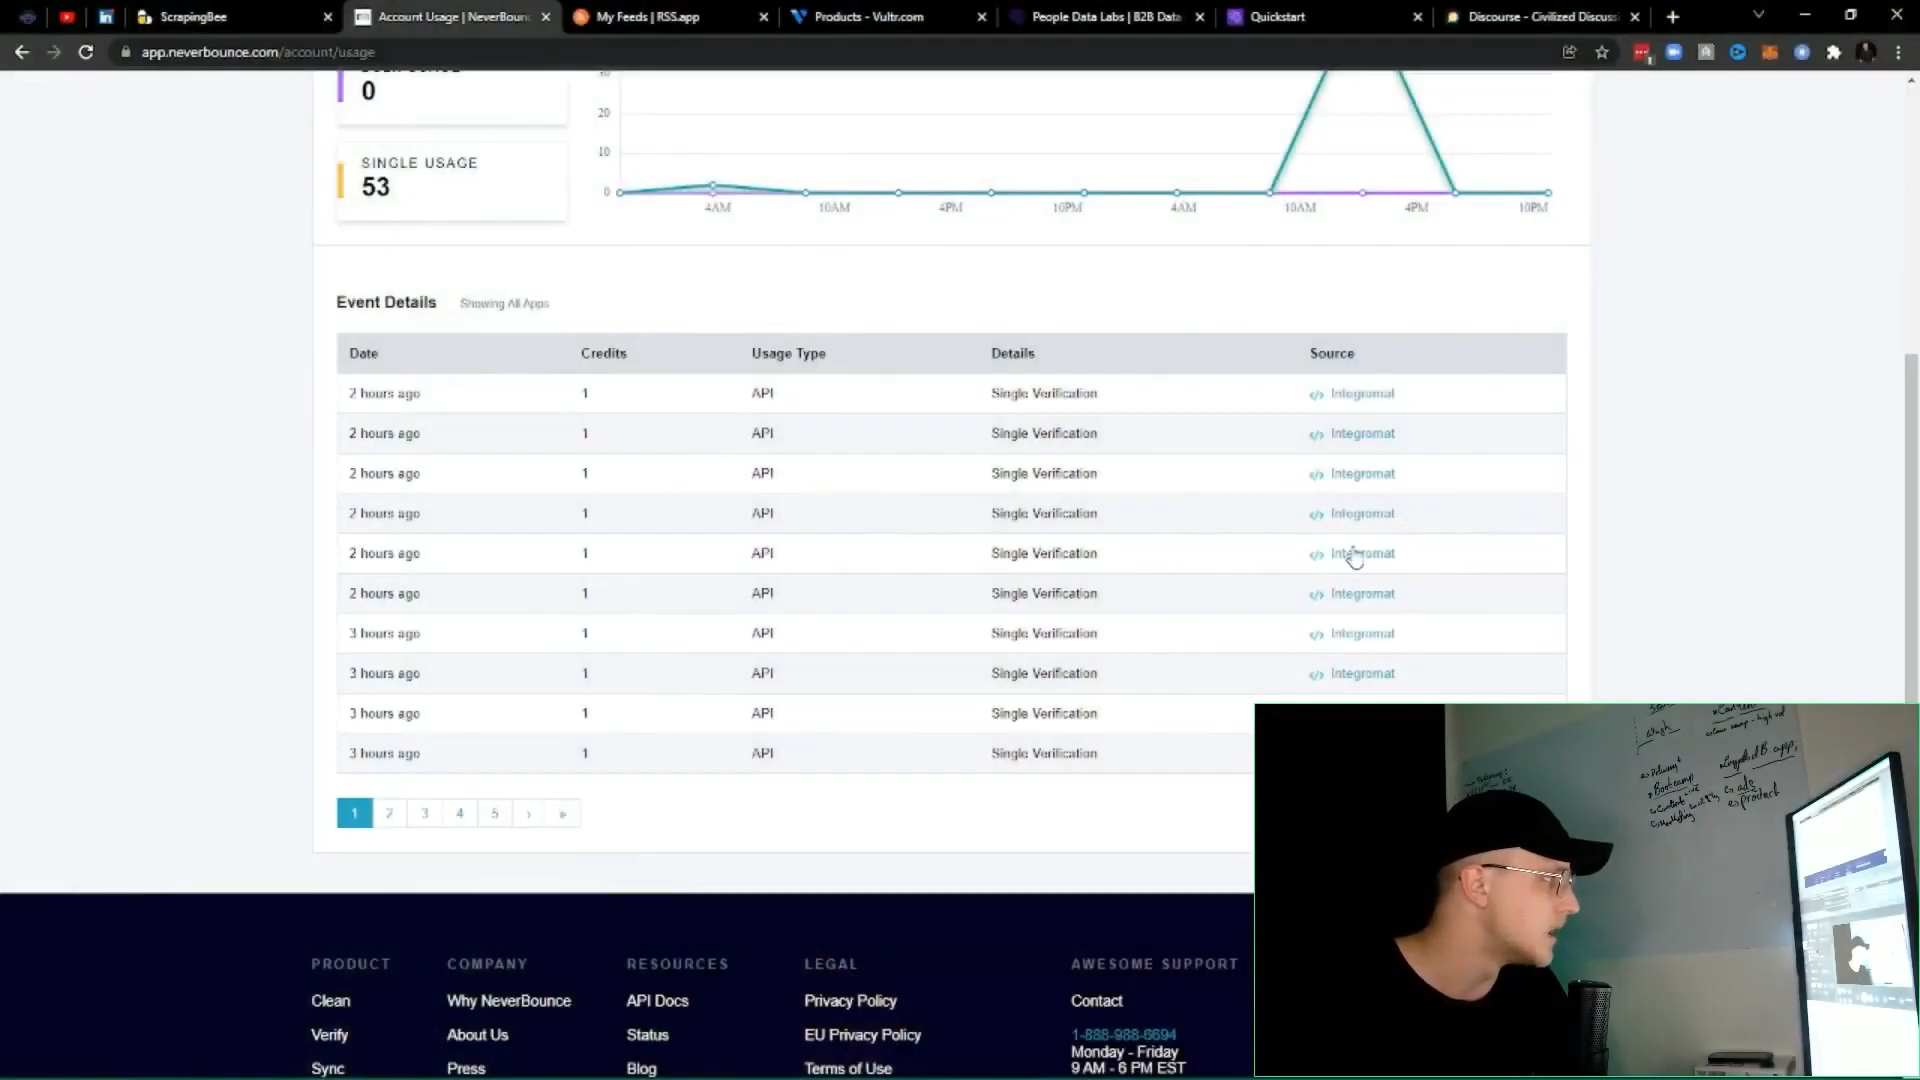 ScrapingBee
Account Usage | NeverBounc
My Feeds | RSS.app
Products - Vultr.com
People Data Labs | B2B Data
Quickstart
Discourse - Civilized Discuss
app.neverbounce.com/account/usage
0
SINGLE USAGE
53
20
10
0
4AM 10AM 4PM 10PM 4AM 10AM 4PM 10PM
Event Details Showing All Apps
Date Credits Usage Type Details Source
2 hours ago 1 API Single Verification </> Integromat
2 hours ago 1 API Single Verification </> Integromat
2 hours ago 1 API Single Verification </> Integromat
2 hours ago 1 API Single Verification </> Integromat
2 hours ago 1 API Single Verification </> Integromat
2 hours ago 1 API Single Verification </> Integromat
3 hours ago 1 API Single Verification </> Integromat
3 hours ago 1 API Single Verification </> Integromat
3 hours ago 1 API Single Verification
3 hours ago 1 API Single Verification
1 2 3 4 5 › »
PRODUCT COMPANY RESOURCES LEGAL AWESOME SUPPORT
Clean Why NeverBounce API Docs Privacy Policy Contact
Verify About Us Status EU Privacy Policy 1-888-988-6694
Monday - Friday
Sync Press Blog Terms of Use 9 AM - 6 PM EST
Bootcamp
product